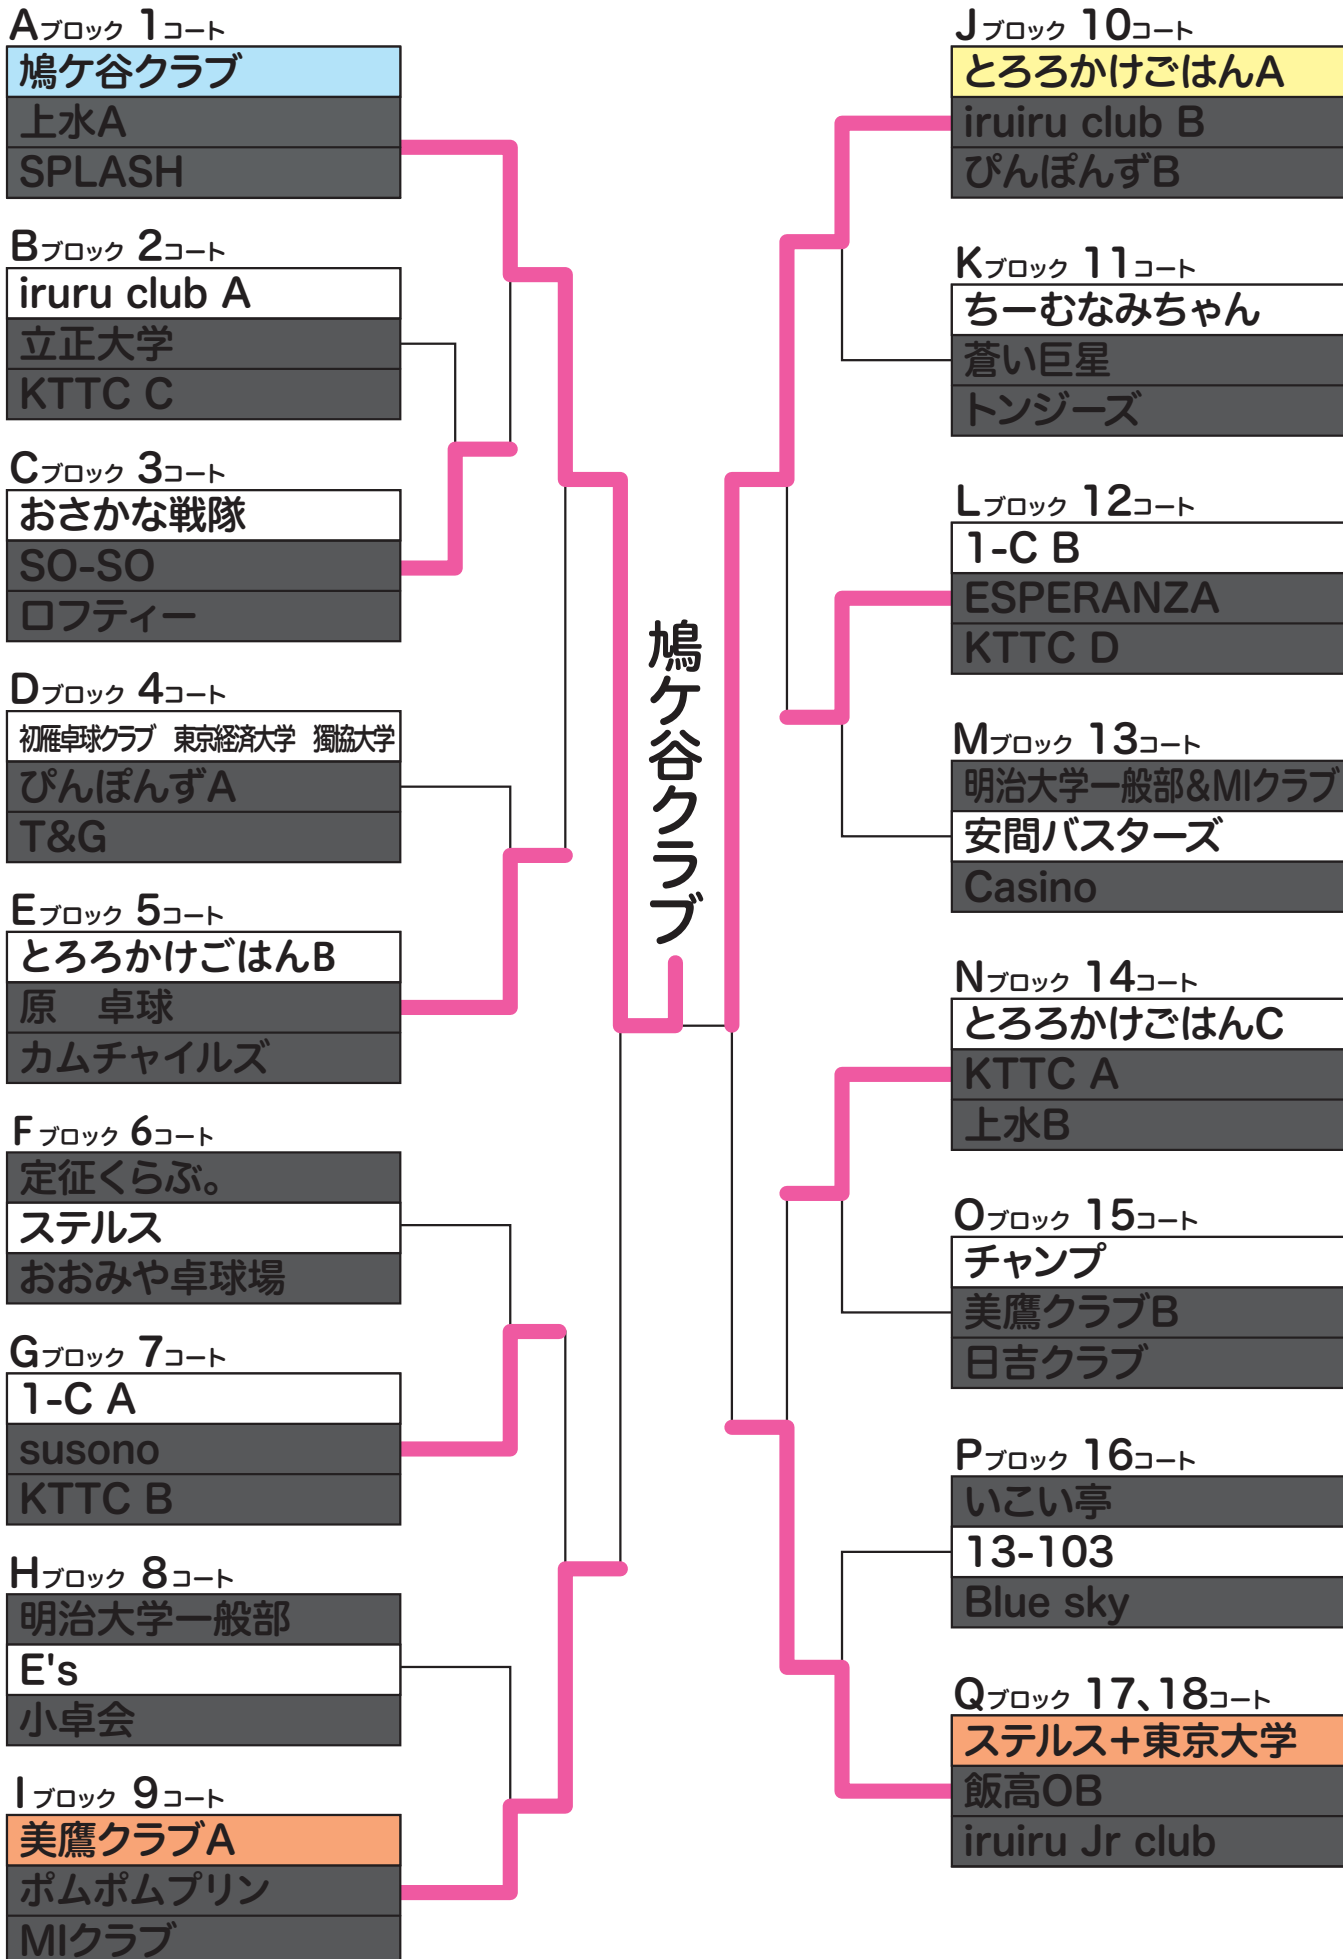 Aブロック 1コート
鳩ケ谷クラブ
上水A
SPLASH
Bブロック 2コート
iruru club A
立正大学
KTTC C
Cブロック 3コート
おさかな戦隊
SO-SO
ロフティー
Dブロック 4コート
初雁卓球クラブ 東京経済大学 獨協大学
ぴんぽんずA
T&G
Eブロック 5コート
とろろかけごはんB
原 卓球
カムチャイルズ
Fブロック 6コート
定征くらぶ。
ステルス
おおみや卓球場
Gブロック 7コート
1-C A
susono
KTTC B
Hブロック 8コート
明治大学一般部
E's
小卓会
Iブロック 9コート
美鷹クラブA
ポムポムプリン
MIクラブ
鳩ケ谷クラブ
Jブロック 10コート
とろろかけごはんA
iruiru club B
ぴんぽんずB
Kブロック 11コート
ちーむなみちゃん
蒼い巨星
トンジーズ
Lブロック 12コート
1-C B
ESPERANZA
KTTC D
Mブロック 13コート
明治大学一般部&MIクラブ
安間バスターズ
Casino
Nブロック 14コート
とろろかけごはんC
KTTC A
上水B
Oブロック 15コート
チャンプ
美鷹クラブB
日吉クラブ
Pブロック 16コート
いこい亭
13-103
Blue sky
Qブロック 17、18コート
ステルス+東京大学
飯高OB
iruiru Jr club